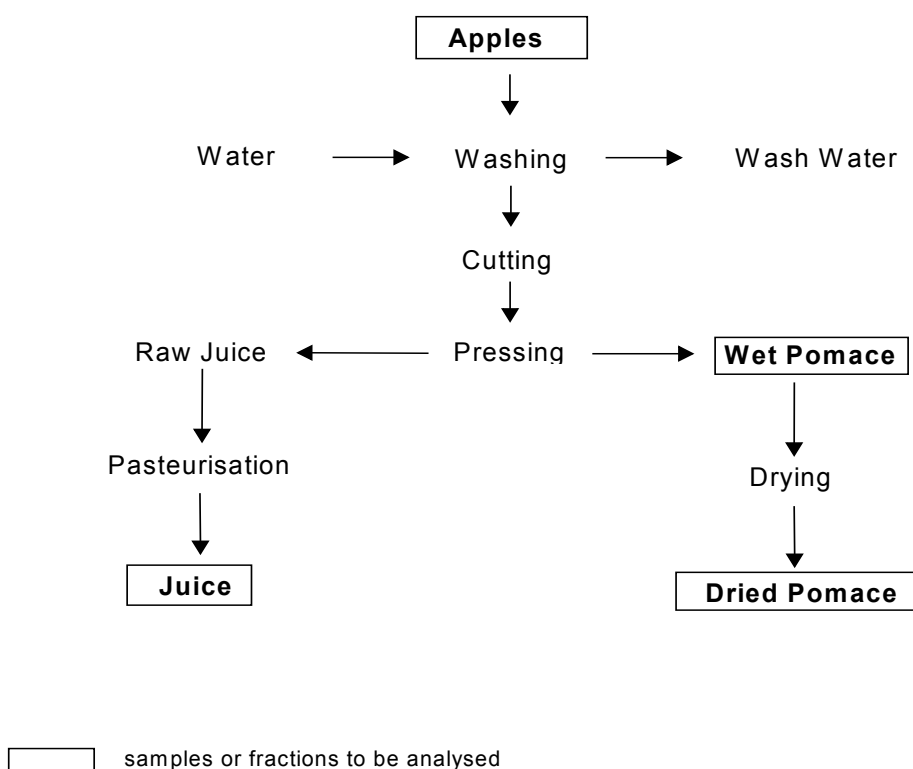 Apples
Water Washing Wash Water
Cutting
Raw Juice Pressing Wet Pomace
Pasteurisation
Drying
Juice
Dried Pomace
samples or fractions to be analysed